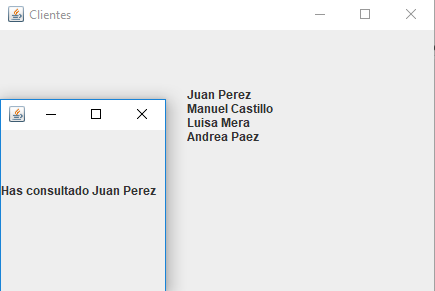 Clientes
Juan Perez
Manuel Castillo
Luisa Mera
Andrea Paez
Has consultado Juan Perez